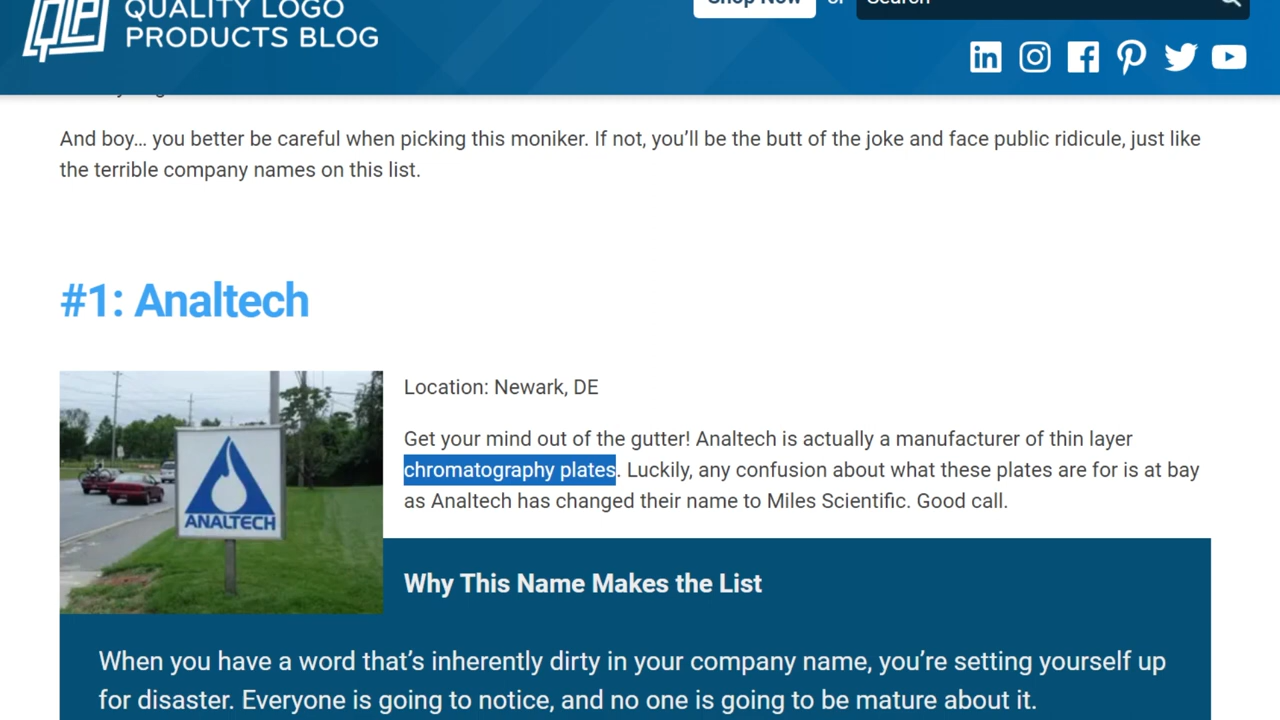 QUALITY LOGO
PRODUCTS BLOG
Shop Now or Search
And boy... you better be careful when picking this moniker. If not, you’ll be the butt of the joke and face public ridicule, just like
the terrible company names on this list.
#1: Analtech
ANALTECH
Location: Newark, DE
Get your mind out of the gutter! Analtech is actually a manufacturer of thin layer
chromatography plates. Luckily, any confusion about what these plates are for is at bay
as Analtech has changed their name to Miles Scientific. Good call.
Why This Name Makes the List
When you have a word that’s inherently dirty in your company name, you’re setting yourself up
for disaster. Everyone is going to notice, and no one is going to be mature about it.